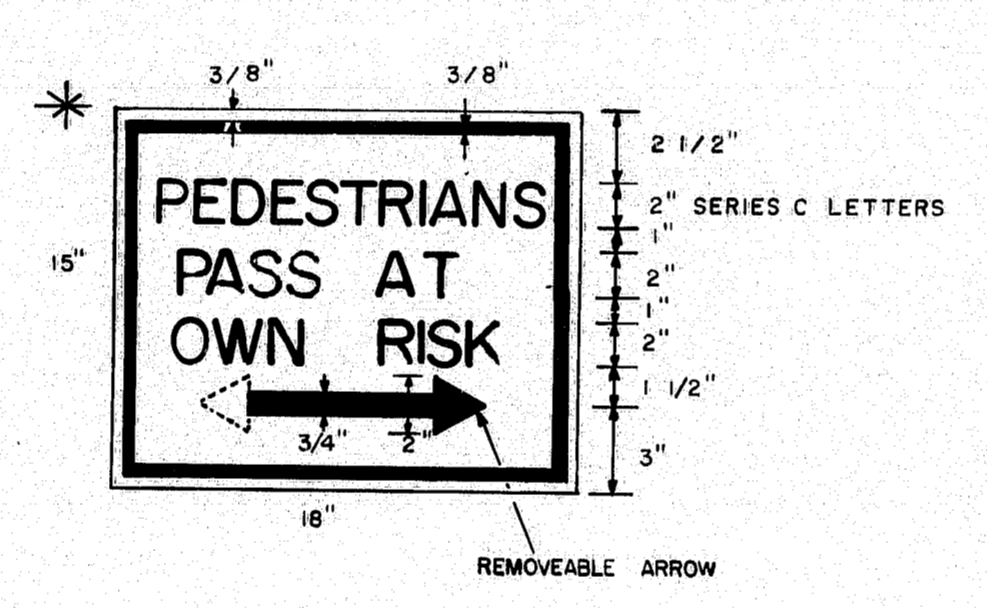 3/8" 3/8"
2 1/2"
PEDESTRIANS
2" SERIES C LETTERS
1"
15"
PASS AT
2"
1"
OWN RISK
2"
1 1/2"
3/4" 2"
3"
18"
REMOVEABLE ARROW